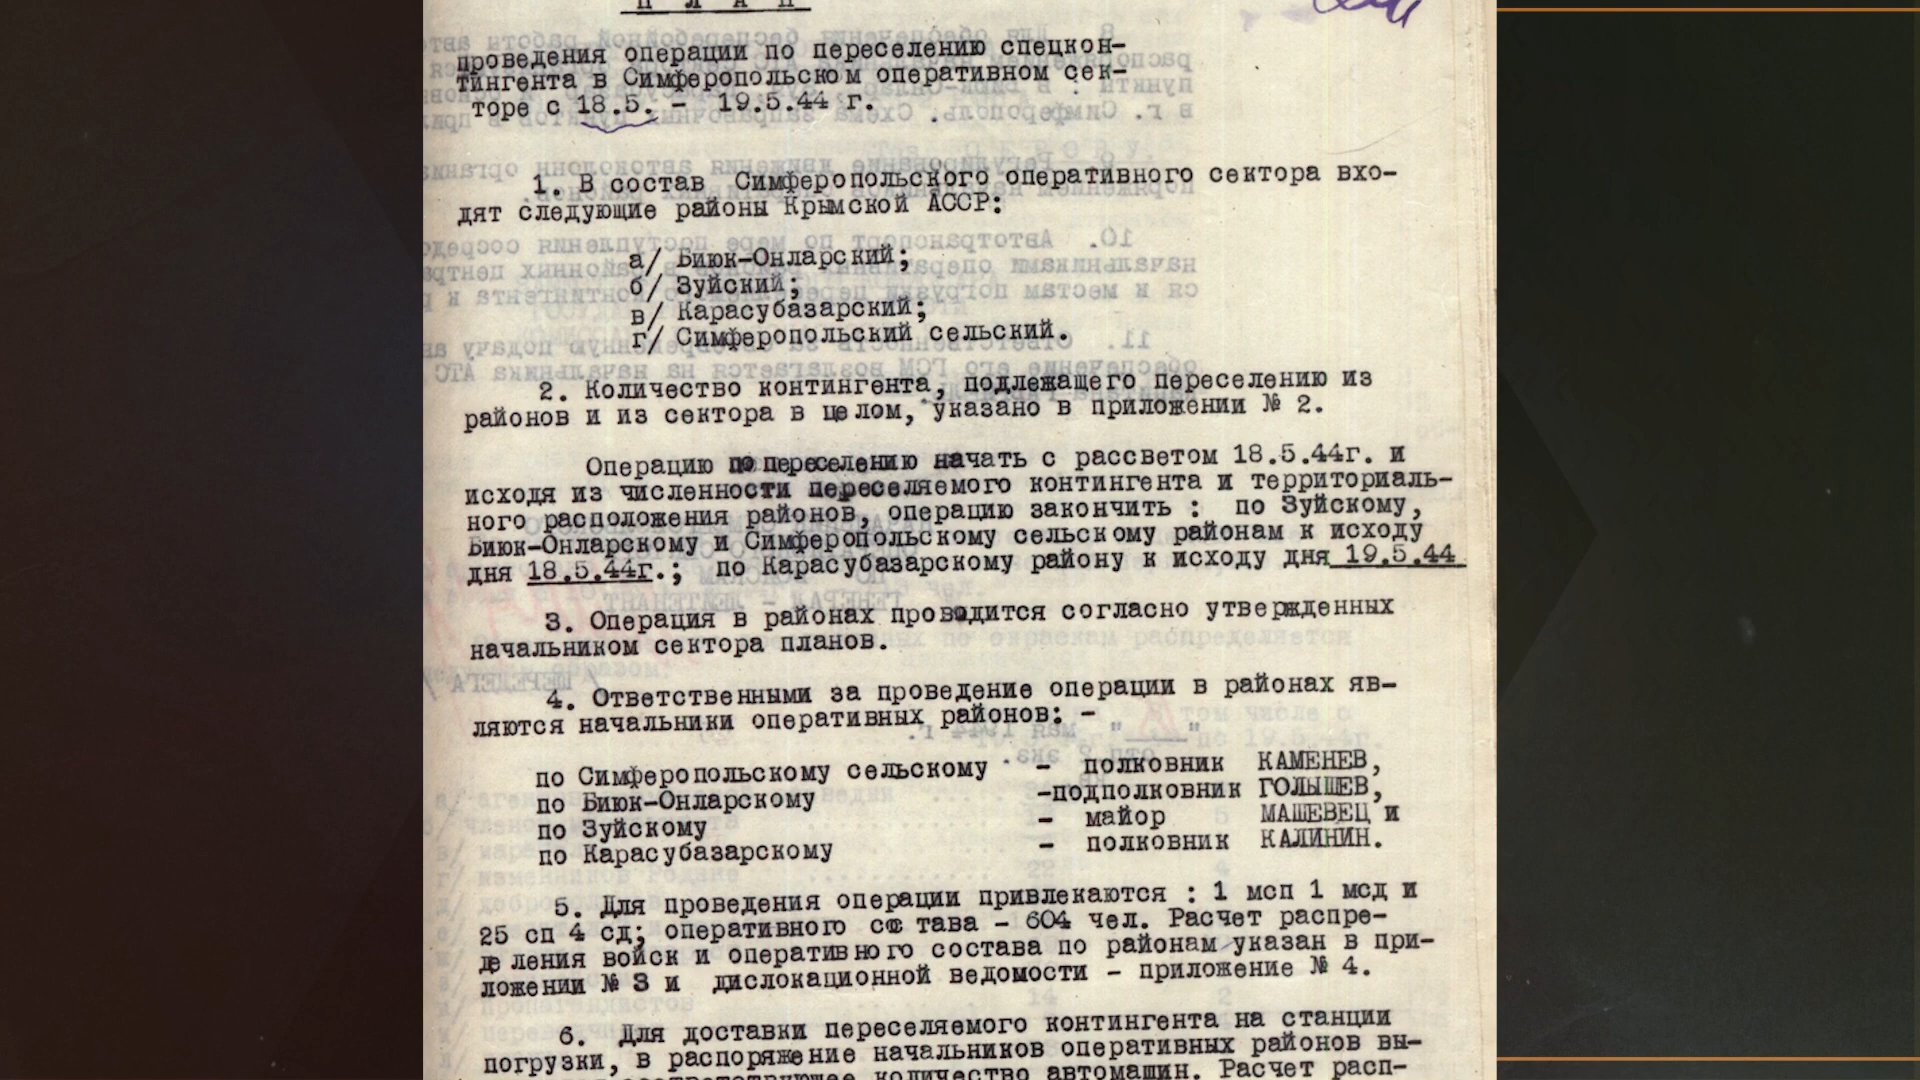 П Л А Н
проведения операции по переселению спецкон-
тингента в Симферопольском оперативном сек-
торе с 18.5. - 19.5.44 г.
1. В состав Симферопольского оперативного сектора вхо-
дят следующие районы Крымской АССР:
а/ Биюк-Онларский;
б/ Зуйский;
в/ Карасубазарский;
г/ Симферопольский сельский.
2. Количество контингента, подлежащего переселению из
районов и из сектора в целом, указано в приложении № 2.
Операцию по переселению начать с рассветом 18.5.44г. и
исходя из численности переселяемого контингента и территориаль-
ного расположения районов, операцию закончить : по Зуйскому,
Биюк-Онларскому и Симферопольскому сельскому районам к исходу
дня 18.5.44г.; по Карасубазарскому району к исходу дня 19.5.44
3. Операция в районах проводится согласно утвержденных
начальником сектора планов.
4. Ответственными за проведение операции в районах яв-
ляются начальники оперативных районов: -
по Симферопольскому сельскому - полковник КАМЕНЕВ,
по Биюк-Онларскому -подполковник ГОЛЫШЕВ,
по Зуйскому - майор МАШЕВЕЦ и
по Карасубазарскому - полковник КАЛИНИН.
5. Для проведения операции привлекаются : 1 мсп 1 мсд и
25 сп 4 сд; оперативного состава - 604 чел. Расчет распре-
деления войск и оперативного состава по районам указан в при-
ложении № 3 и дислокационной ведомости - приложение № 4.
6. Для доставки переселяемого контингента на станции
погрузки, в распоряжение начальников оперативных районов вы-
количество автомашин. Расчет расп-